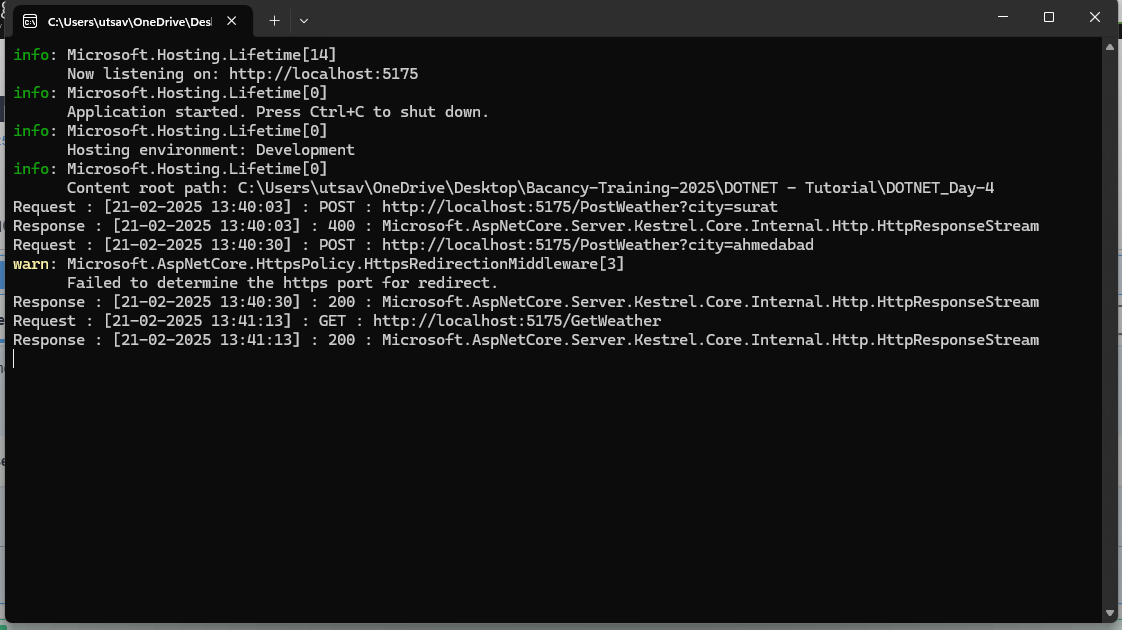 C:\Users\utsav\OneDrive\Des
info: Microsoft.Hosting.Lifetime[14]
Now listening on: http://localhost:5175
info: Microsoft.Hosting.Lifetime[0]
Application started. Press Ctrl+C to shut down.
info: Microsoft.Hosting.Lifetime[0]
Hosting environment: Development
info: Microsoft.Hosting.Lifetime[0]
Content root path: C:\Users\utsav\OneDrive\Desktop\Bacancy-Training-2025\DOTNET - Tutorial\DOTNET_Day-4
Request : [21-02-2025 13:40:03] : POST : http://localhost:5175/PostWeather?city=surat
Response : [21-02-2025 13:40:03] : 400 : Microsoft.AspNetCore.Server.Kestrel.Core.Internal.Http.HttpResponseStream
Request : [21-02-2025 13:40:30] : POST : http://localhost:5175/PostWeather?city=ahmedabad
warn: Microsoft.AspNetCore.HttpsPolicy.HttpsRedirectionMiddleware[3]
Failed to determine the https port for redirect.
Response : [21-02-2025 13:40:30] : 200 : Microsoft.AspNetCore.Server.Kestrel.Core.Internal.Http.HttpResponseStream
Request : [21-02-2025 13:41:13] : GET : http://localhost:5175/GetWeather
Response : [21-02-2025 13:41:13] : 200 : Microsoft.AspNetCore.Server.Kestrel.Core.Internal.Http.HttpResponseStream